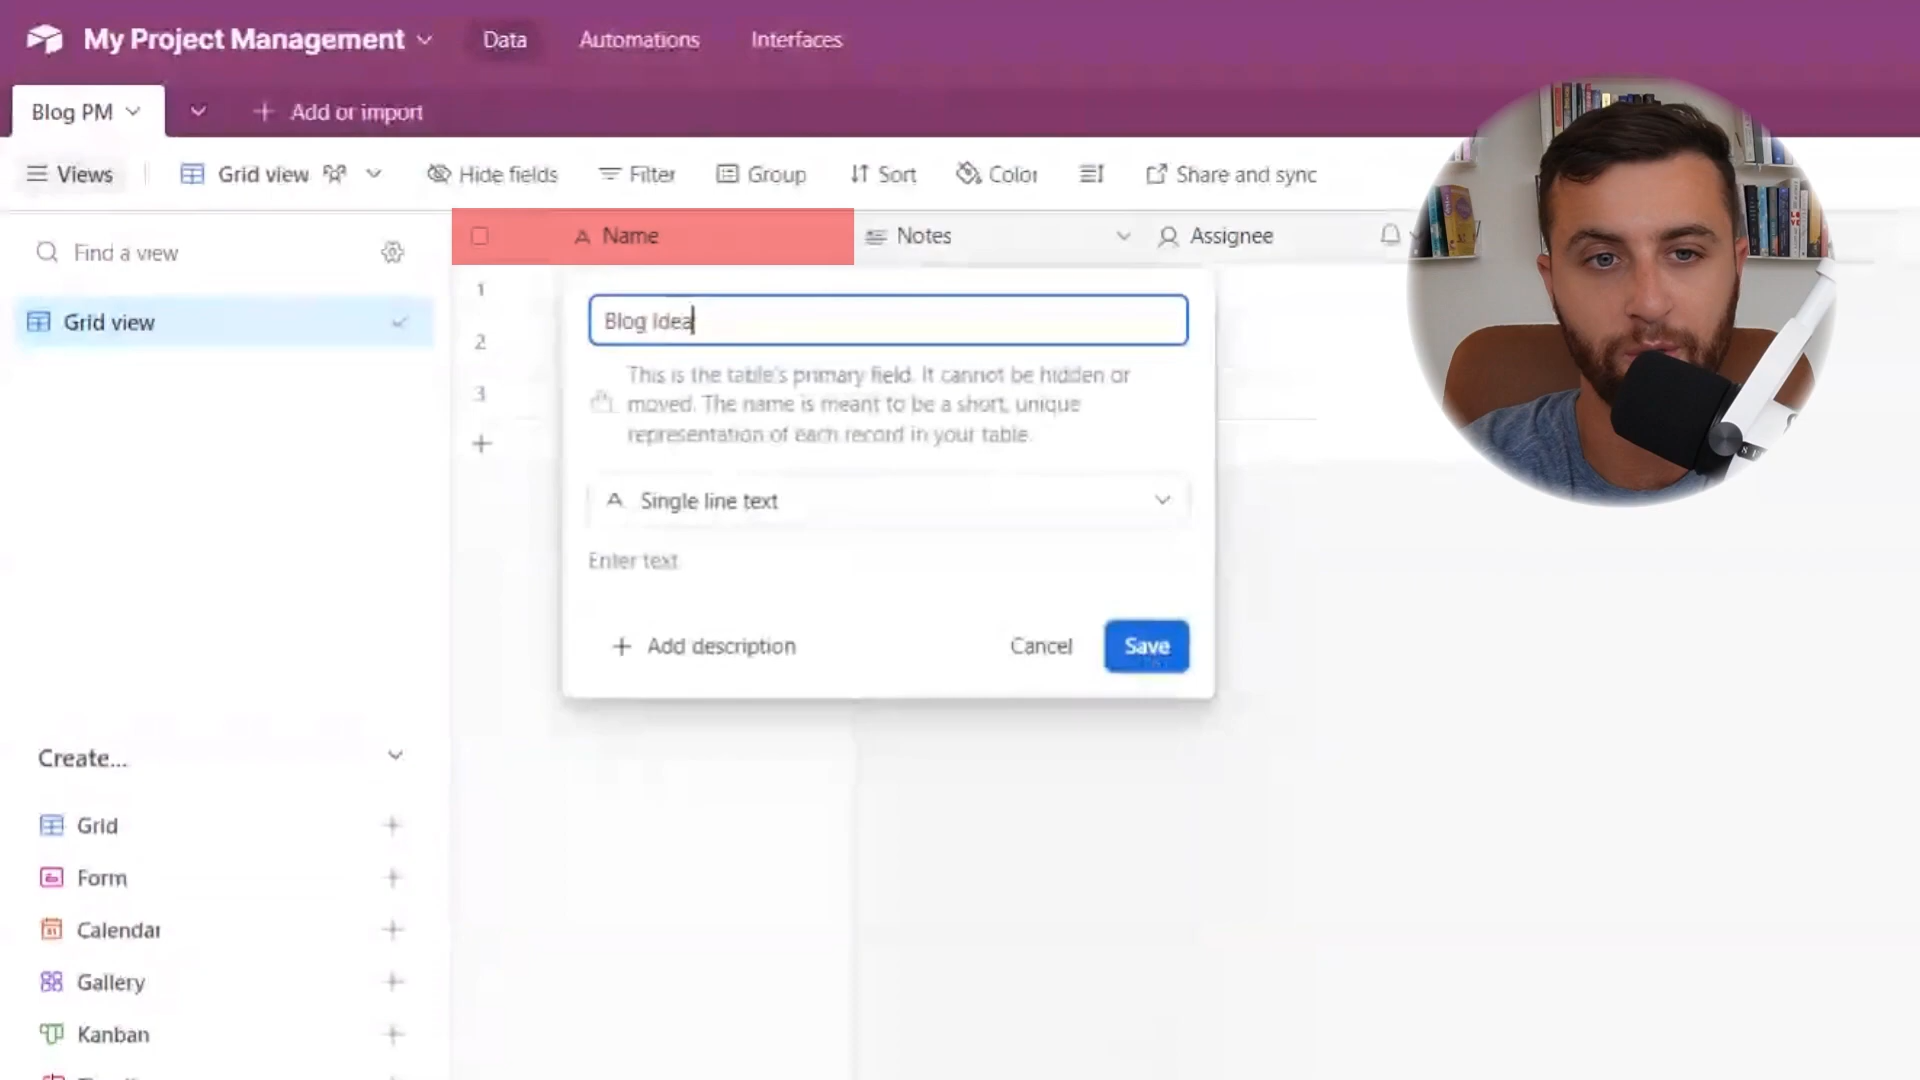 My Project Management
Data
Automations
Interfaces
Blog PM
Add or import
Views
Grid view
Hide fields
Filter
Group
Sort
Color
Share and sync
Find a view
Name
Notes
Assignee
Grid view
1
2
3
Blog Idea
This is the table's primary field. It cannot be hidden or
moved. The name is meant to be a short, unique
representation of each record in your table.
Single line text
Enter text
Add description
Cancel
Save
Create...
Grid
Form
Calendar
Gallery
Kanban